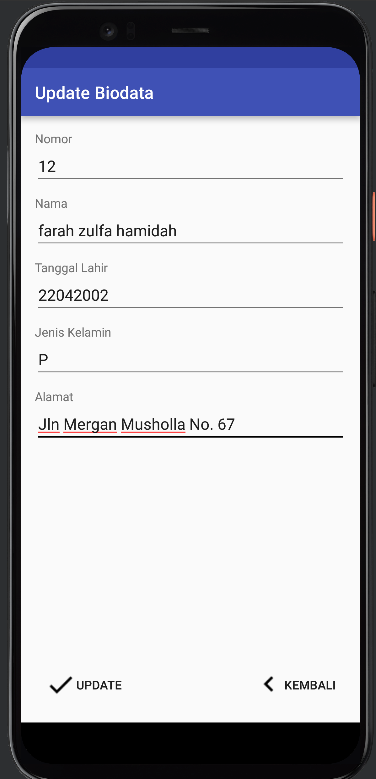 Update Biodata
Nomor
12
Nama
farah zulfa hamidah
Tanggal Lahir
22042002
Jenis Kelamin
P
Alamat
Jln Mergan Musholla No. 67
UPDATE
KEMBALI